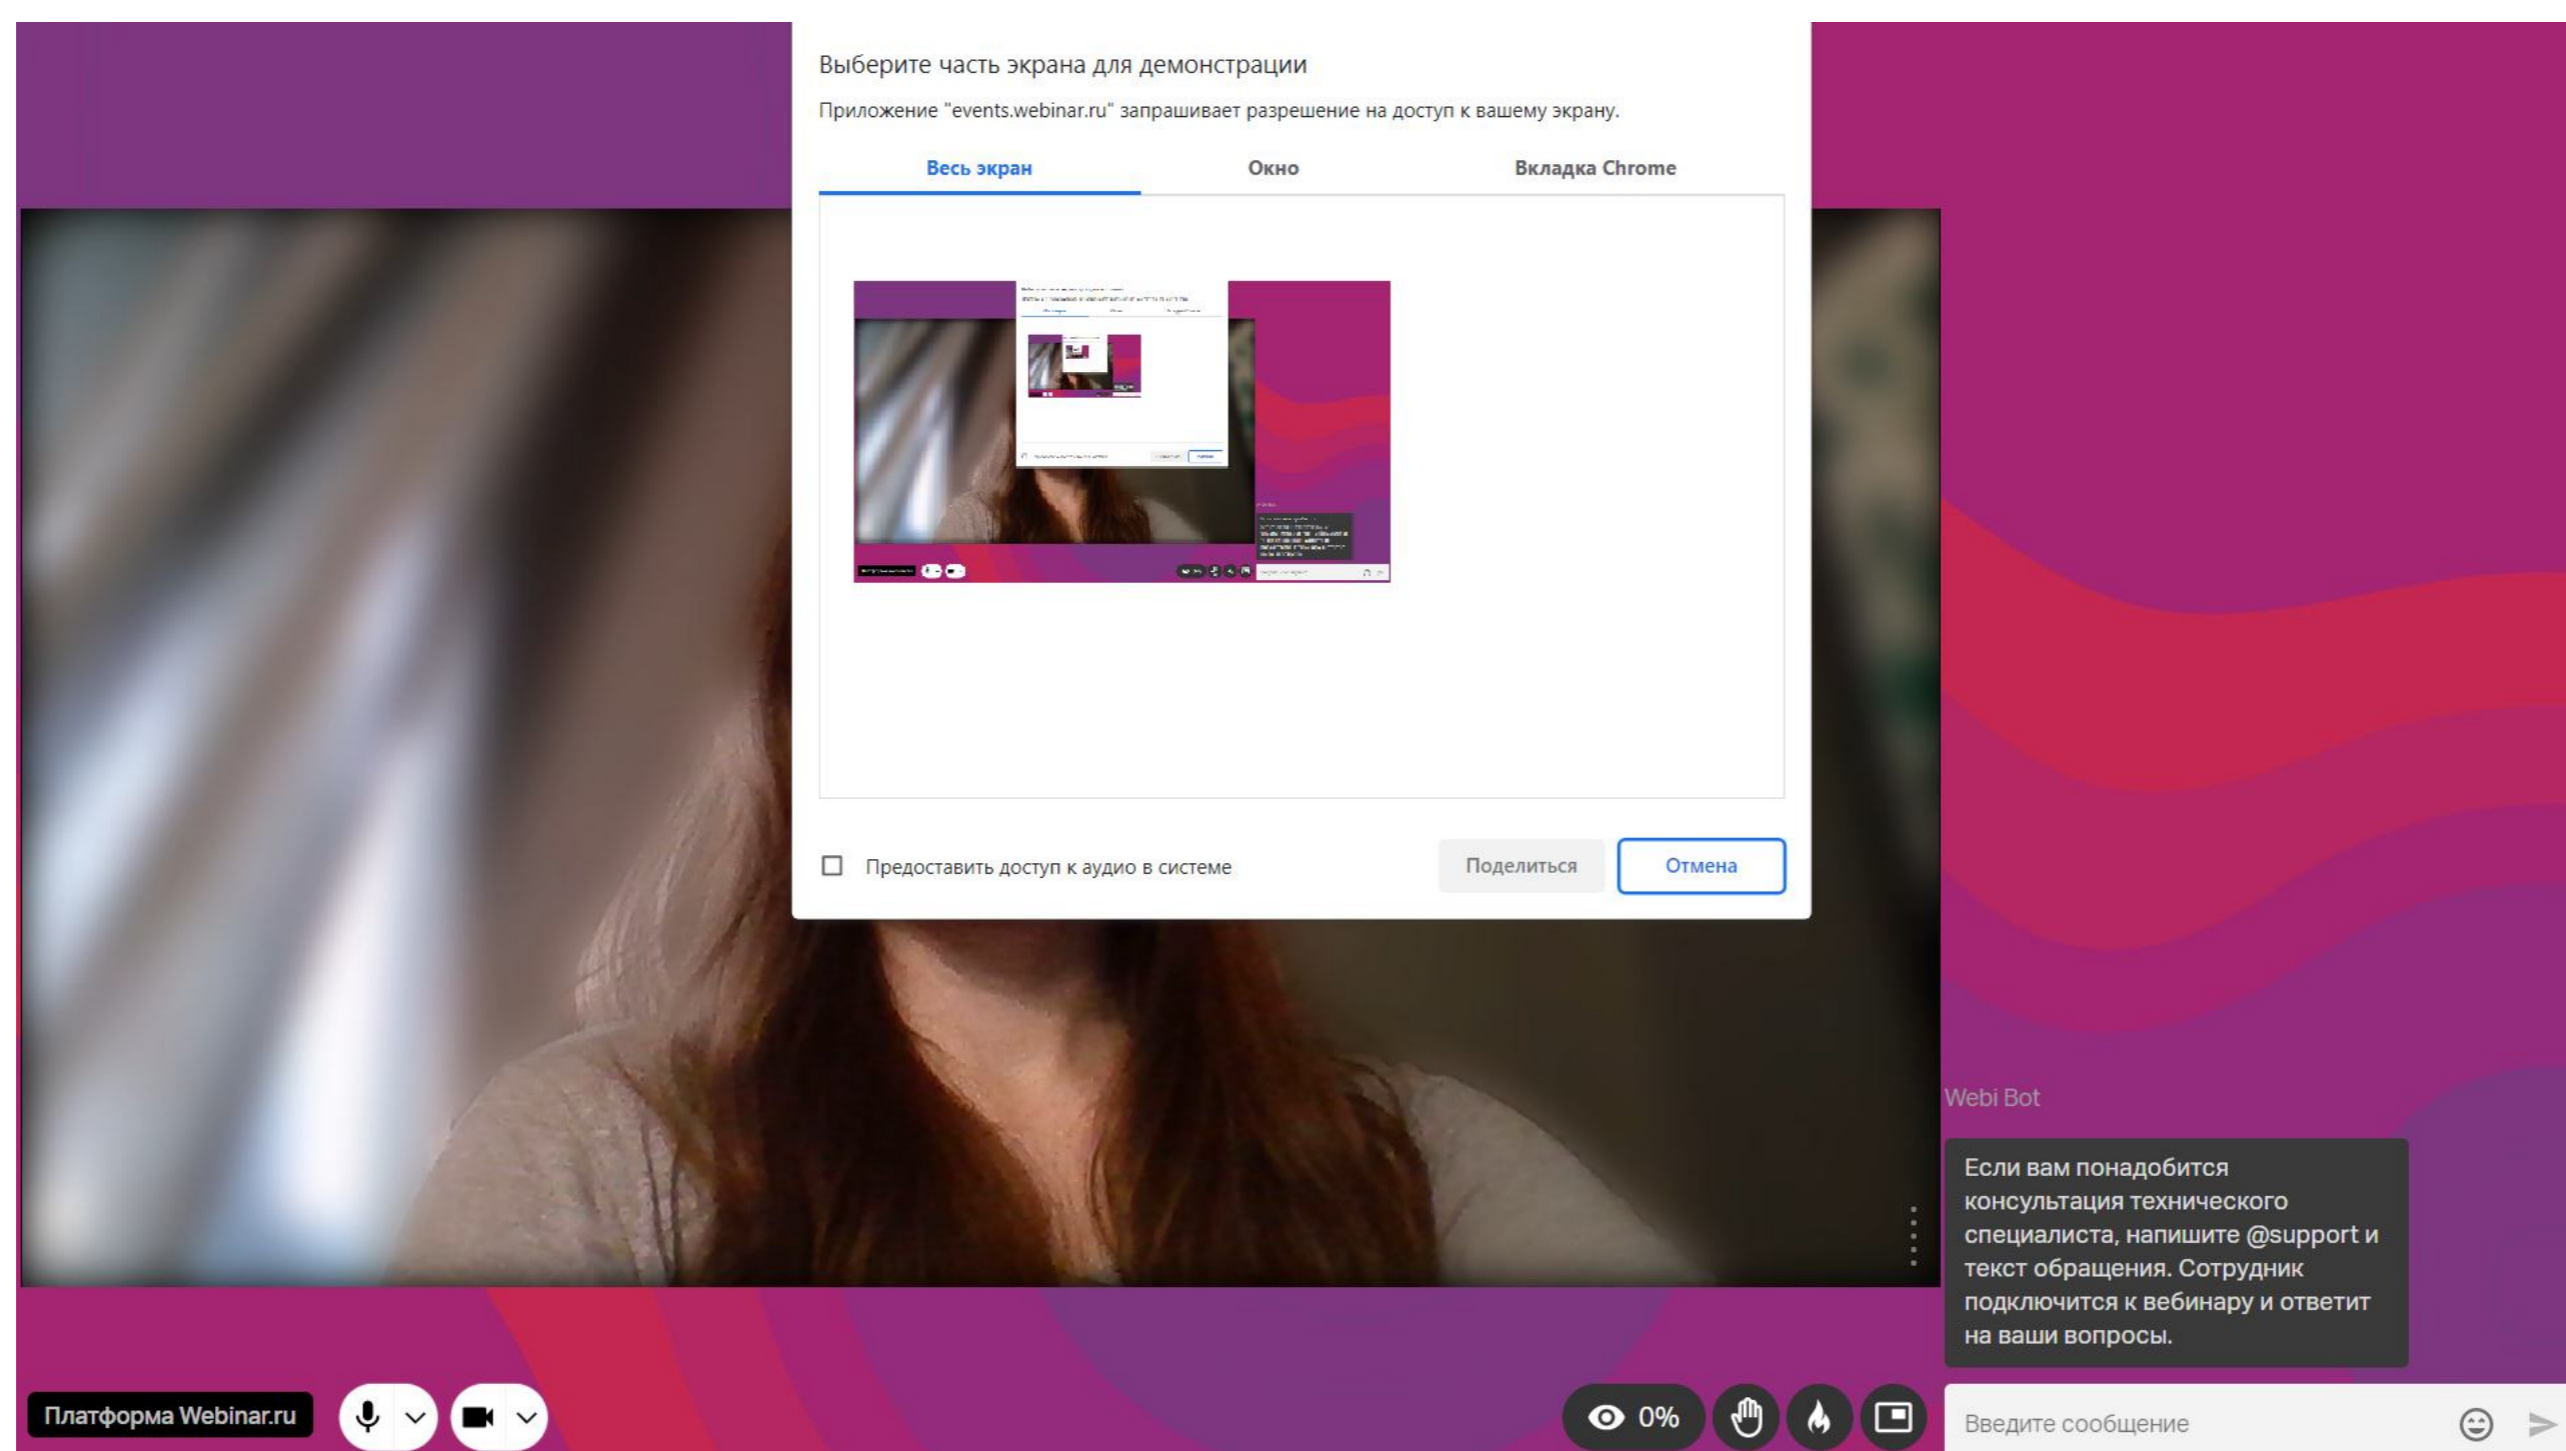 Выберите часть экрана для демонстрации
Приложение "events.webinar.ru" запрашивает разрешение на доступ к вашему экрану.
Весь экран Окно Вкладка Chrome
Предоставить доступ к аудио в системе Поделиться Отмена
Webi Bot
Если вам понадобится
консультация технического
специалиста, напишите @support и
текст обращения. Сотрудник
подключится к вебинару и ответит
на ваши вопросы.
Платформа Webinar.ru 0% Введите сообщение